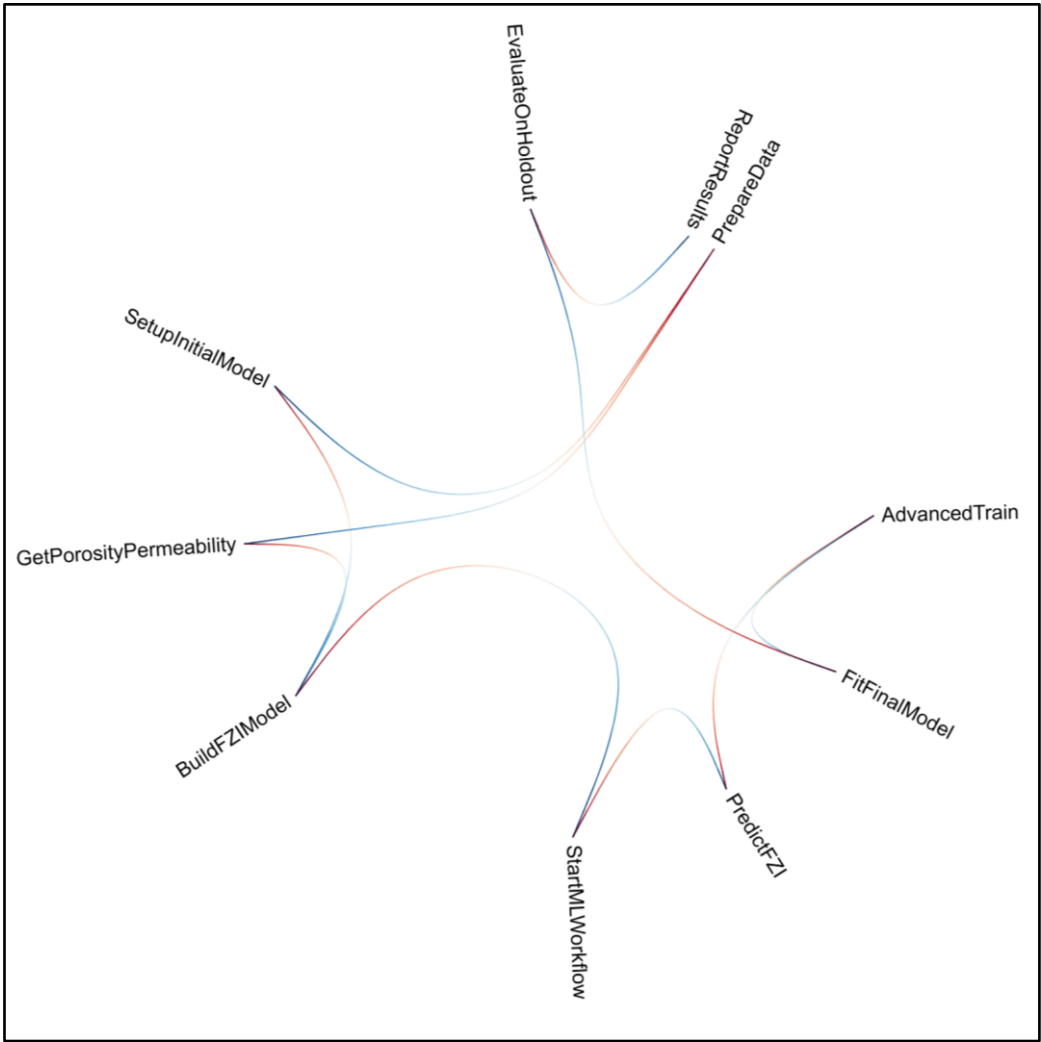 EvaluateOnHoldout
ReportResults
PrepareData
SetupInitialModel
AdvancedTrain
GetPorosityPermeability
FitFinalModel
BuildFZIModel
PredictFZI
StartMLWorkflow